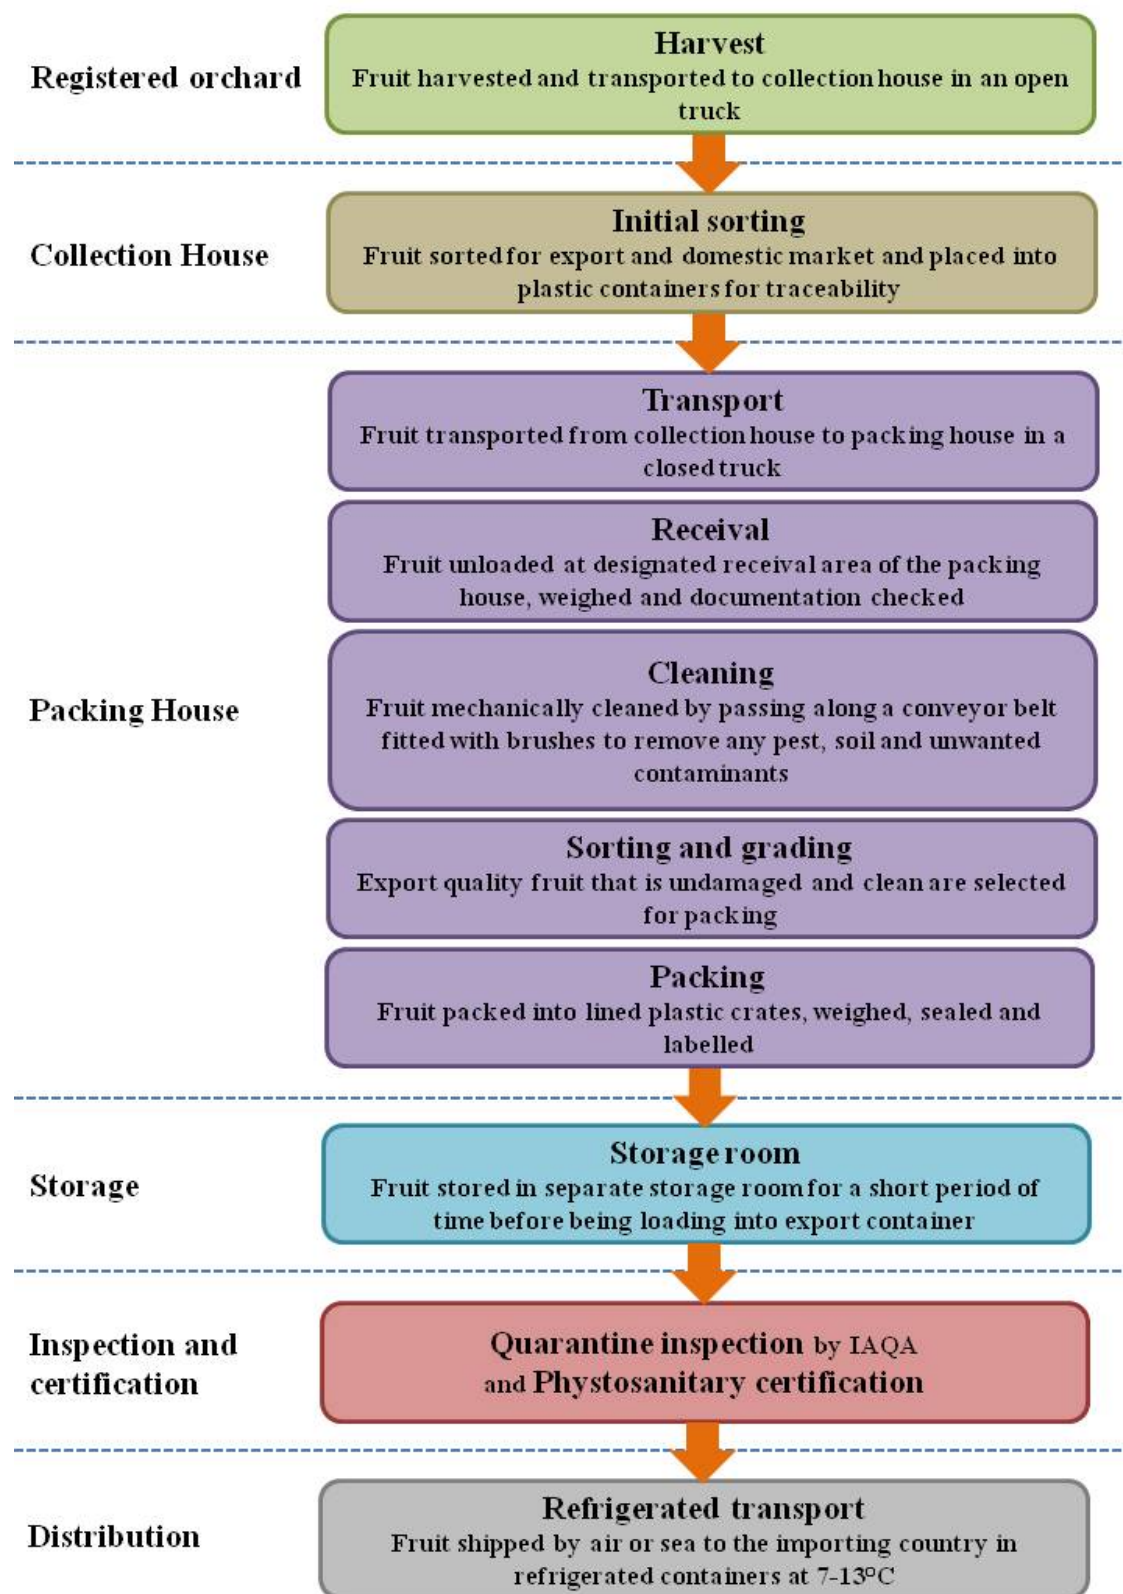 Registered orchard
Harvest
Fruit harvested and transported to collection house in an open
truck
Collection House
Initial sorting
Fruit sorted for export and domestic market and placed into
plastic containers for traceability
Transport
Fruit transported from collection house to packing house in a
closed truck
Receival
Fruit unloaded at designated receival area of the packing
house, weighed and documentation checked
Packing House
Cleaning
Fruit mechanically cleaned by passing along a conveyor belt
fitted with brushes to remove any pest, soil and unwanted
contaminants
Sorting and grading
Export quality fruit that is undamaged and clean are selected
for packing
Packing
Fruit packed into lined plastic crates, weighed, sealed and
labelled
Storage
Storage room
Fruit stored in separate storage room for a short period of
time before being loading into export container
Inspection and
certification
Quarantine inspection by IAQA
and Phystosanitary certification
Distribution
Refrigerated transport
Fruit shipped by air or sea to the importing country in
refrigerated containers at 7-13°C